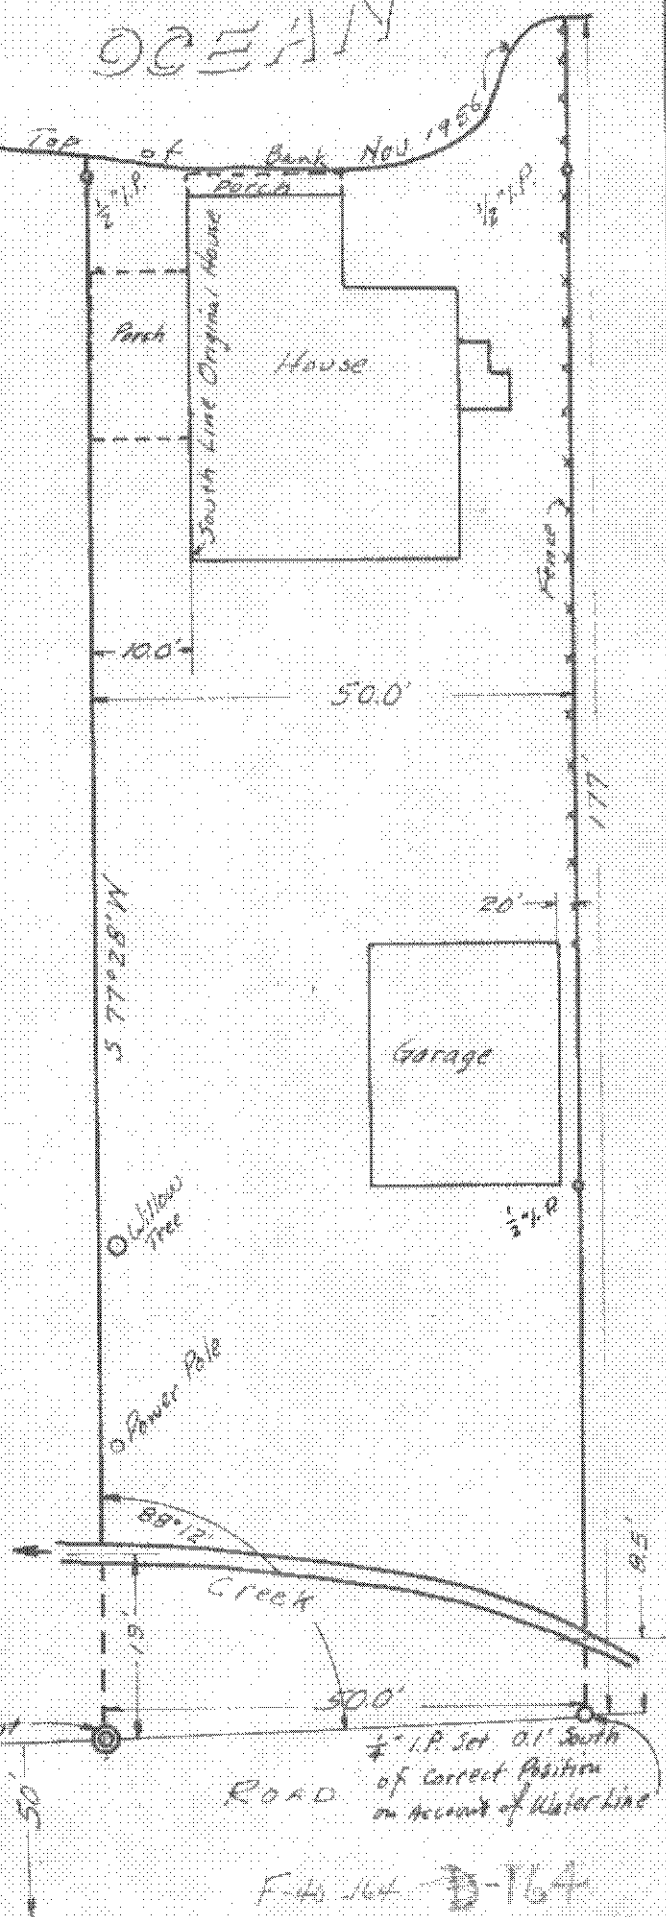 OCEAN
Top of Bank Nov. 1956
Porch
½" I.P.
½" I.P.
Porch
South Line Original House
House
Fence
10.0'
50.0'
177'
20'
S 77°28' W
Garage
½" I.P.
Willow
Tree
Power Pole
88°12'
Creek
19'
8.5'
50.0'
I.P. Set 0.1' South
of Correct Position
on Account of Water Line
ROAD
50'